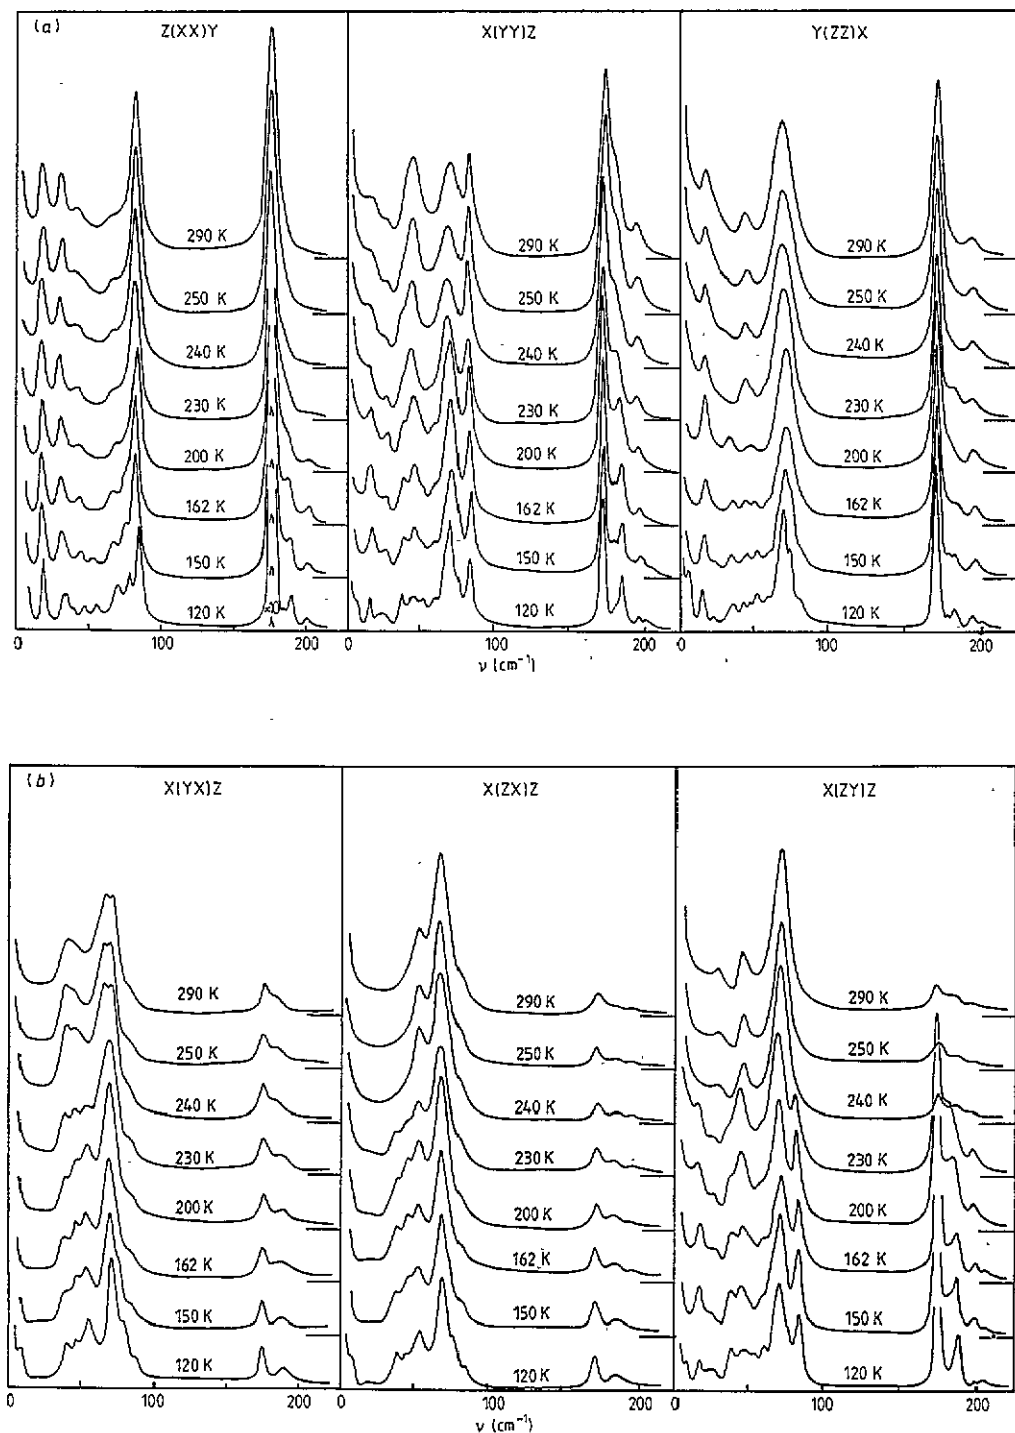 (a) Z(XX)Y X(YY)Z Y(ZZ)X
290 K 290 K 290 K
250 K 250 K 250 K
240 K 240 K 240 K
230 K 230 K 230 K
200 K 200 K 200 K
162 K 162 K 162 K
150 K 150 K 150 K
120 K 120 K 120 K
0 100 200 0 100 200 0 100 200
ν (cm⁻¹)
(b) X(YX)Z X(ZX)Z X(ZY)Z
290 K 290 K 290 K
250 K 250 K 250 K
240 K 240 K 240 K
230 K 230 K 230 K
200 K 200 K 200 K
162 K 162 K 162 K
150 K 150 K 150 K
120 K 120 K 120 K
0 100 200 0 100 200 0 100 200
ν (cm⁻¹)